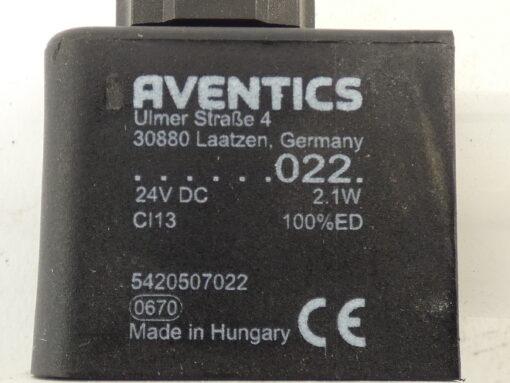 AVENTICS
Ulmer Straße 4
30880 Laatzen, Germany
. . . . . .022.
24V DC 2.1W
CI13 100%ED
5420507022
0670
Made in Hungary CE